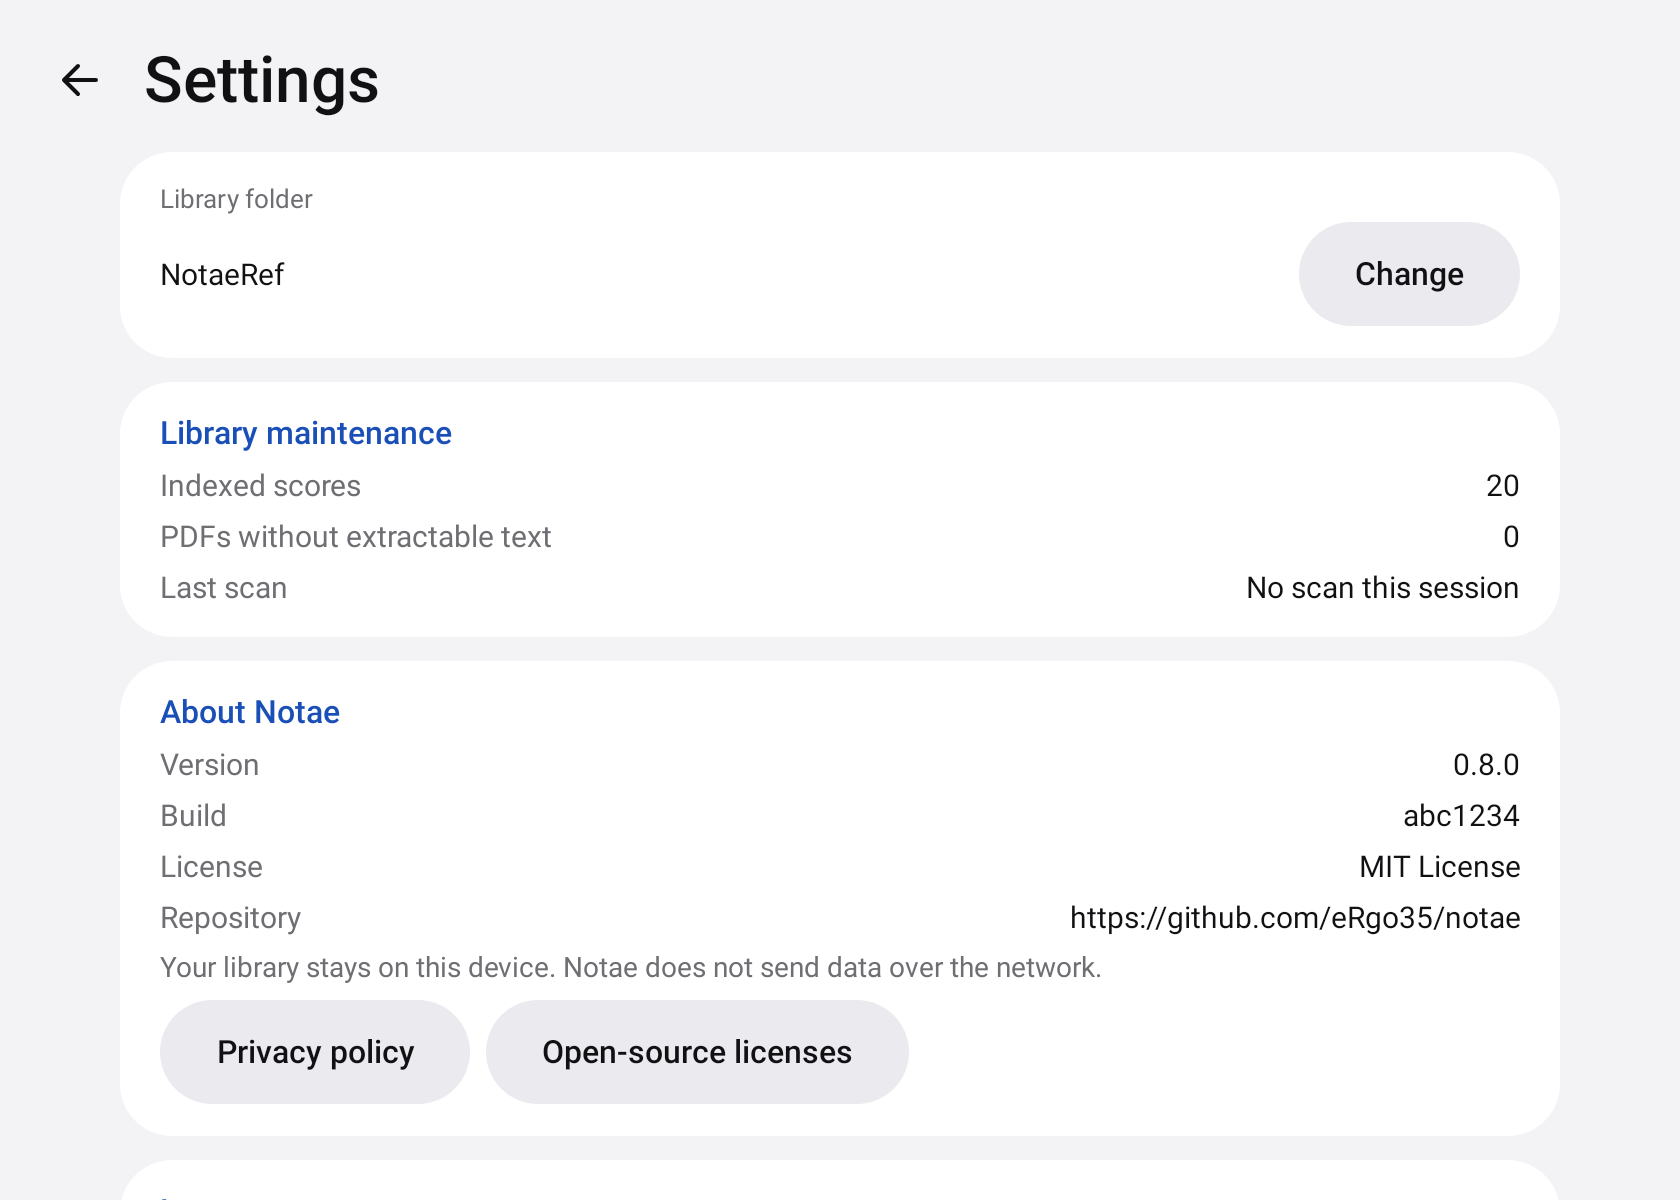 Settings
Library folder
NotaeRef
Change
Library maintenance
Indexed scores 20
PDFs without extractable text 0
Last scan No scan this session
About Notae
Version 0.8.0
Build abc1234
License MIT License
Repository https://github.com/eRgo35/notae
Your library stays on this device. Notae does not send data over the network.
Privacy policy Open-source licenses